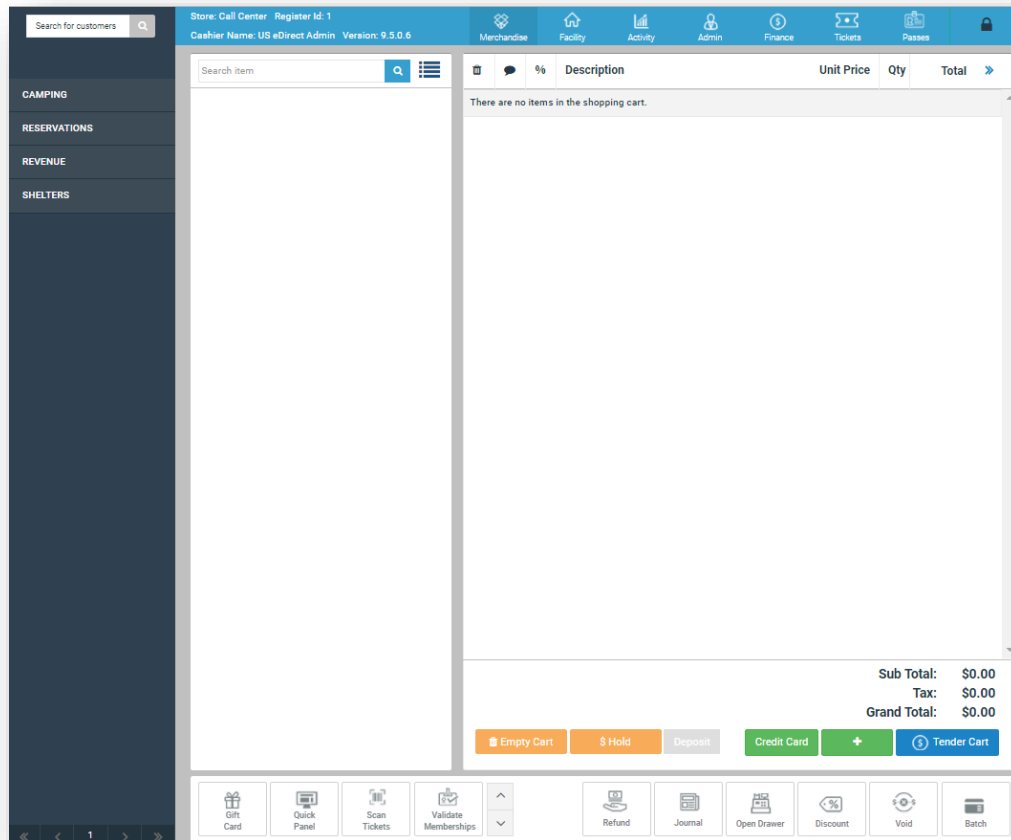 Search for customers
Store: Call Center Register Id: 1
Cashier Name: US eDirect Admin Version: 9.5.0.6
Merchandise
Facility
Activity
Admin
Finance
Tickets
Passes
CAMPING
RESERVATIONS
REVENUE
SHELTERS
Search item
% Description Unit Price Qty Total »
There are no items in the shopping cart.
Sub Total: $0.00
Tax: $0.00
Grand Total: $0.00
Empty Cart
$ Hold
Deposit
Credit Card
+
$ Tender Cart
Gift
Card
Quick
Panel
Scan
Tickets
Validate
Memberships
Refund
Journal
Open Drawer
Discount
Void
Batch
« < 1 > »